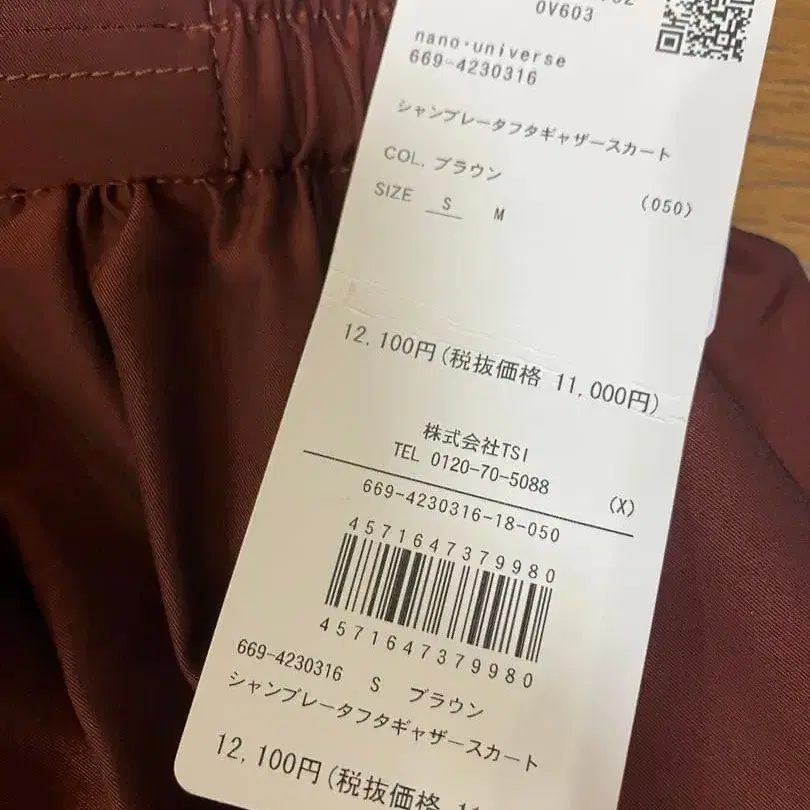 0V603
nano・universe
669-4230316
シャンブレータフタギャザースカート
COL. ブラウン
SIZE S M (050)
12,100円(税抜価格 11,000円)
株式会社TSI
TEL 0120-70-5088
(X)
669-4230316-18-050
4571647379980
4571647379980
669-4230316 S ブラウン
シャンブレータフタギャザースカート
12,100円(税抜価格